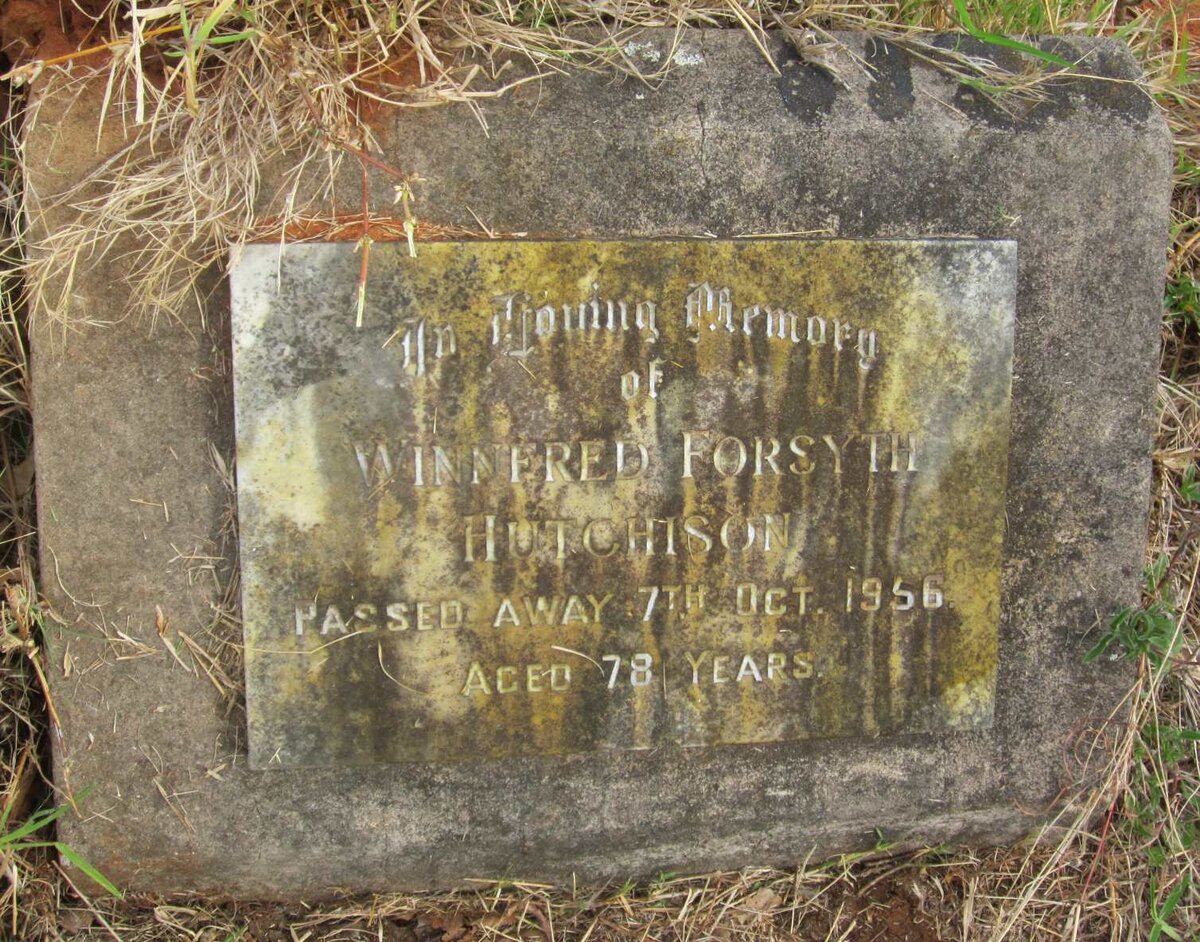 In Loving Memory
of
WINNFRED FORSYTH
HUTCHISON
PASSED AWAY 7TH OCT. 1956.
AGED 78 YEARS.